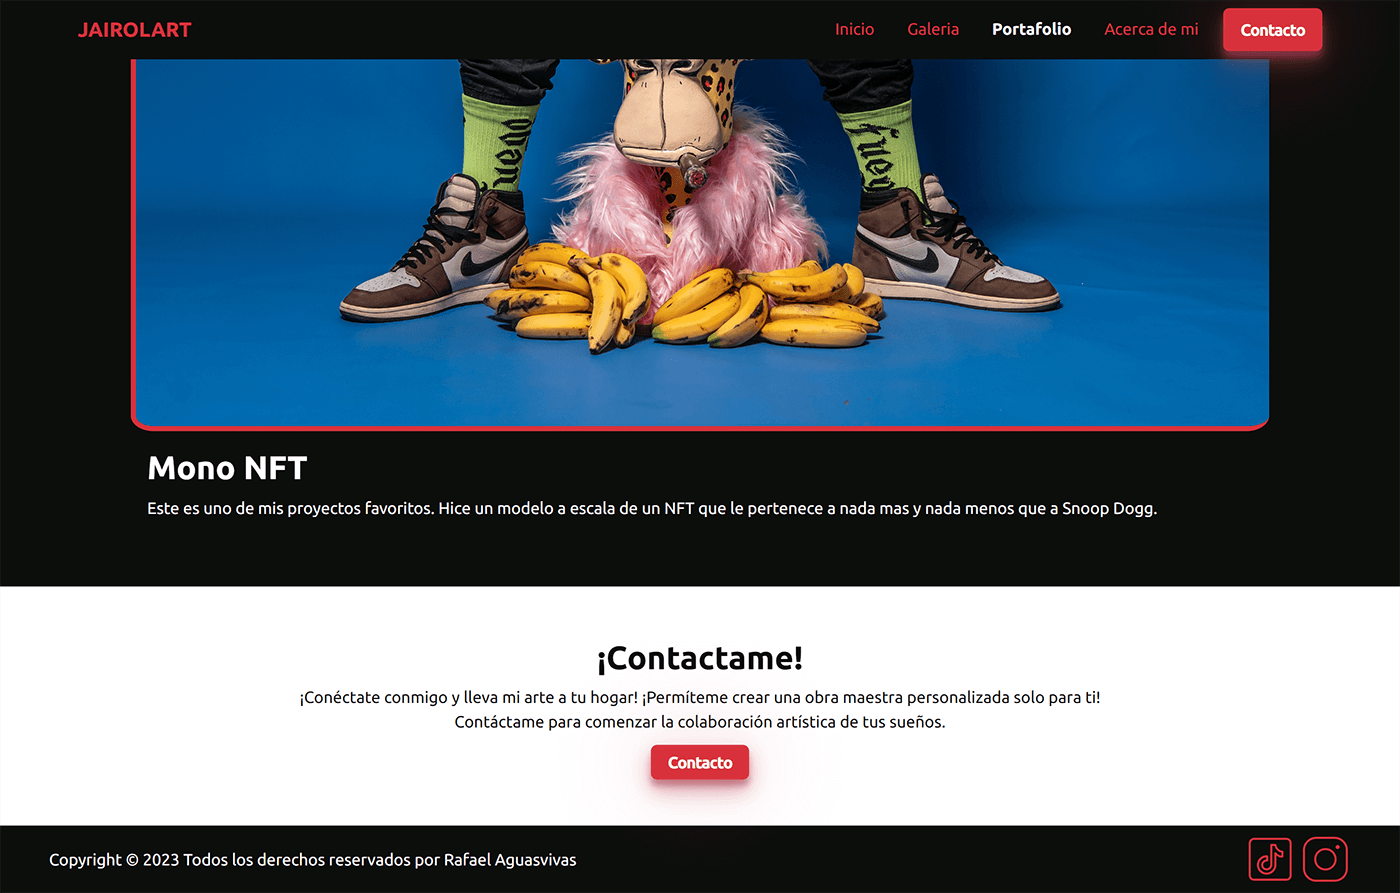 JAIROLART
Inicio Galeria Portafolio Acerca de mi Contacto
Mono NFT
Este es uno de mis proyectos favoritos. Hice un modelo a escala de un NFT que le pertenece a nada mas y nada menos que a Snoop Dogg.
¡Contactame!
¡Conéctate conmigo y lleva mi arte a tu hogar! ¡Permíteme crear una obra maestra personalizada solo para ti!
Contáctame para comenzar la colaboración artística de tus sueños.
Contacto
Copyright © 2023 Todos los derechos reservados por Rafael Aguasvivas